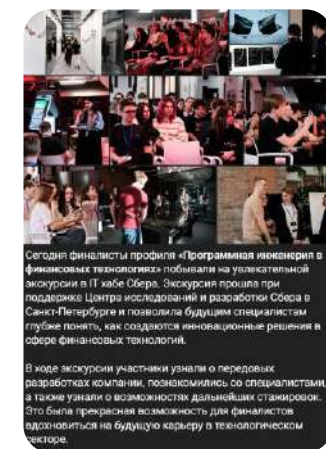 Сегодня финалисты профиля «Программная инженерия в
финансовых технологиях» побывали на увлекательной
экскурсии в IT хабе Сбера. Экскурсия прошла при
поддержке Центра исследований и разработки Сбера в
Санкт-Петербурге и позволила будущим специалистам
глубже понять, как создаются инновационные решения в
сфере финансовых технологий.
В ходе экскурсии участники узнали о передовых
разработках компании, познакомились со специалистами,
а также узнали о возможностях дальнейших стажировок.
Это была прекрасная возможность для финалистов
вдохновиться на будущую карьеру в технологическом
секторе.